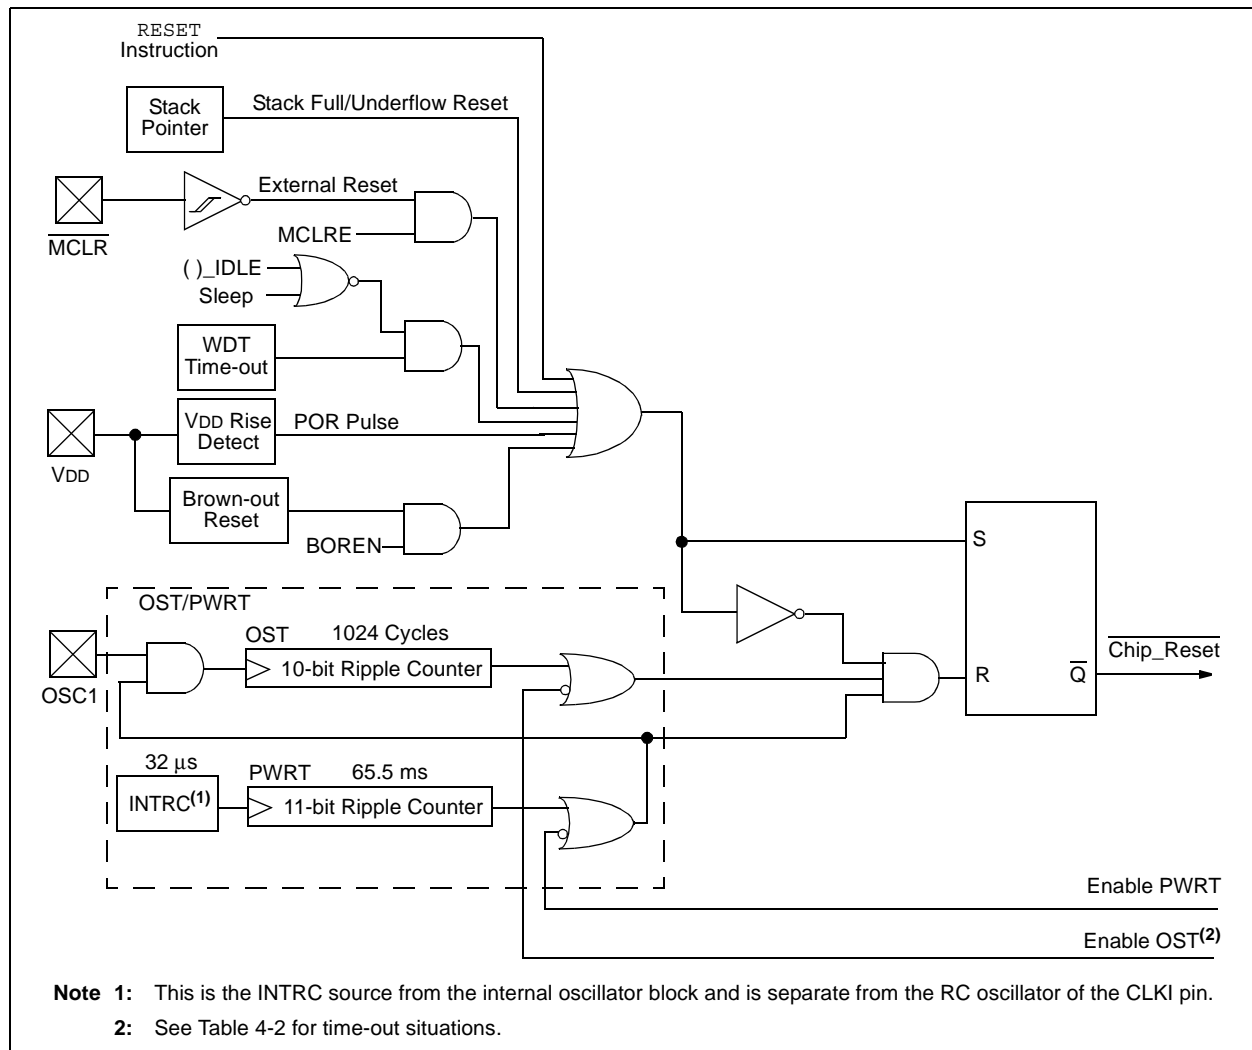 RESET
Instruction
Stack
Pointer
Stack Full/Underflow Reset
MCLR
External Reset
MCLRE
( )_IDLE
Sleep
WDT
Time-out
VDD
VDD Rise
Detect
POR Pulse
Brown-out
Reset
BOREN
S
R
Q
Chip_Reset
OST/PWRT
OSC1
OST 1024 Cycles
10-bit Ripple Counter
32 μs
INTRC(1)
PWRT 65.5 ms
11-bit Ripple Counter
Enable PWRT
Enable OST(2)
Note 1: This is the INTRC source from the internal oscillator block and is separate from the RC oscillator of the CLKI pin.
2: See Table 4-2 for time-out situations.